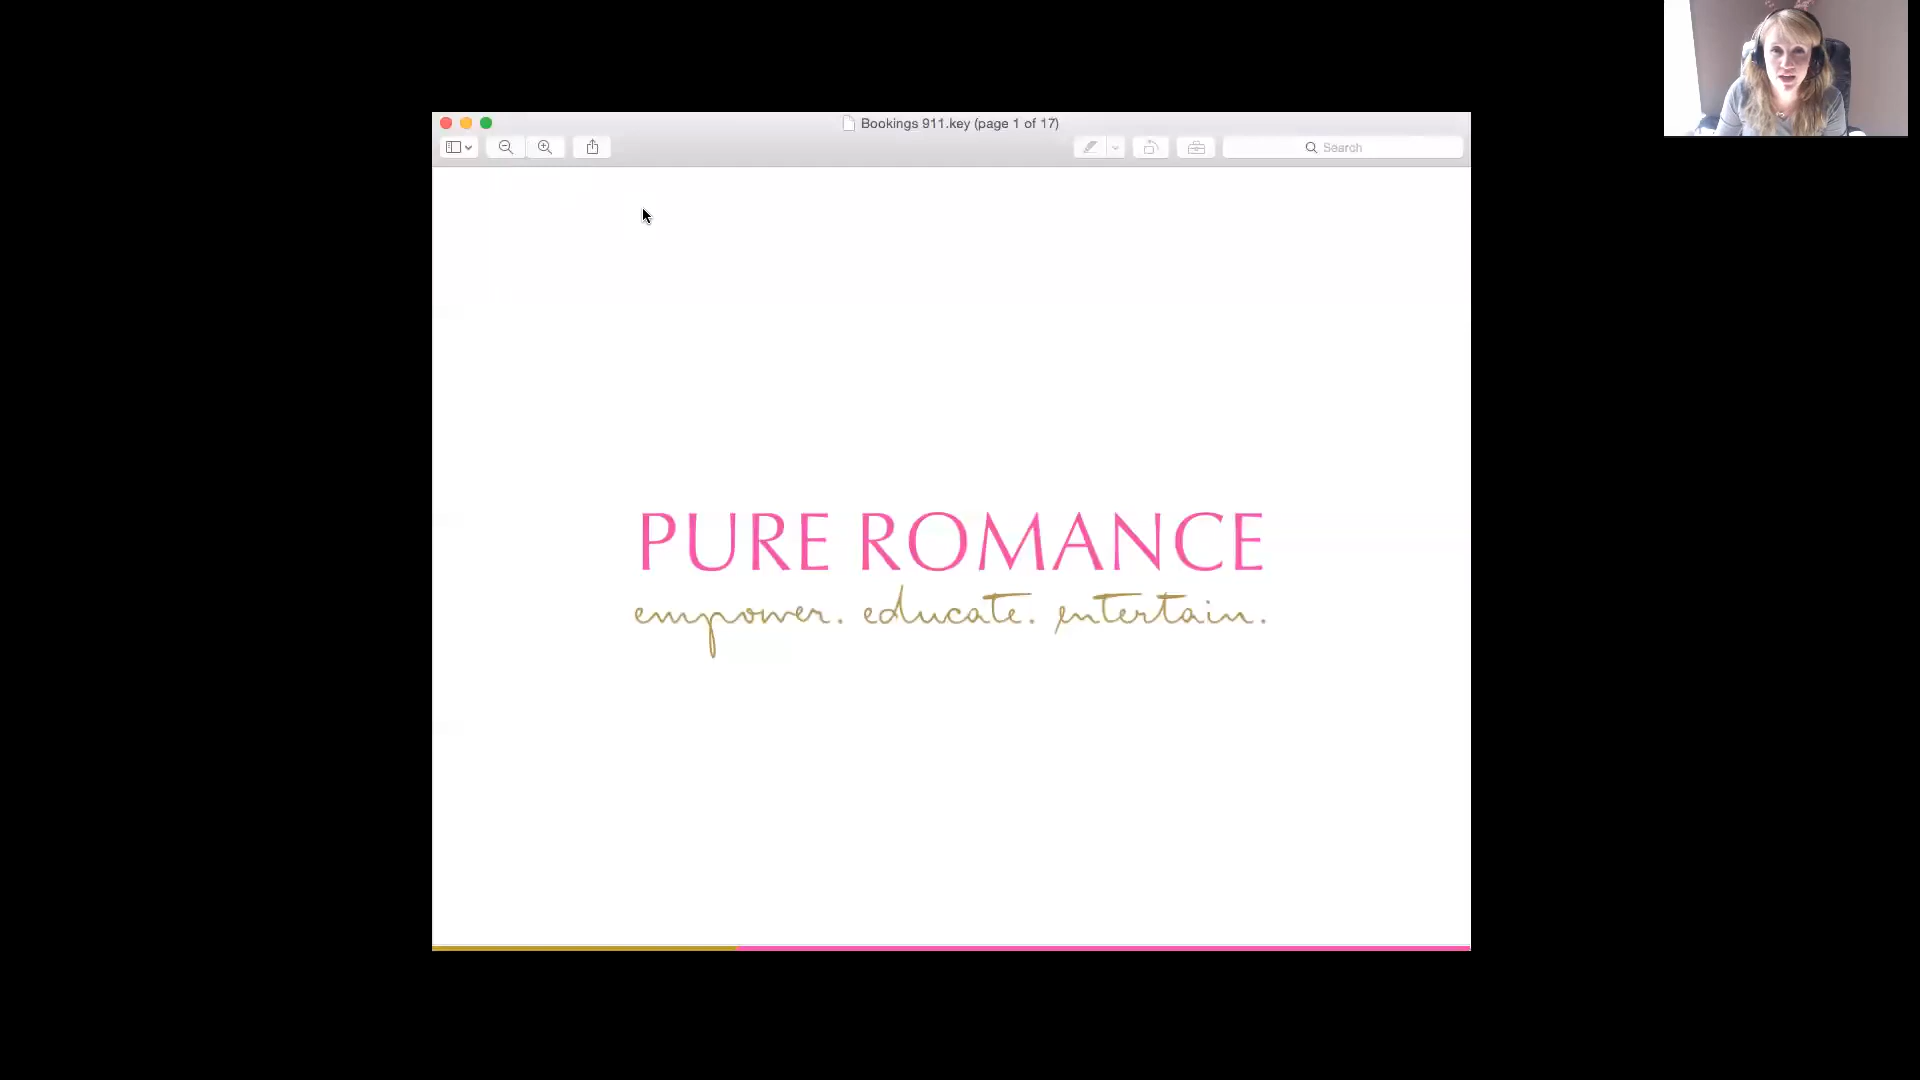 Bookings 911.key (page 1 of 17)
Search
PURE ROMANCE
empower. educate. entertain.